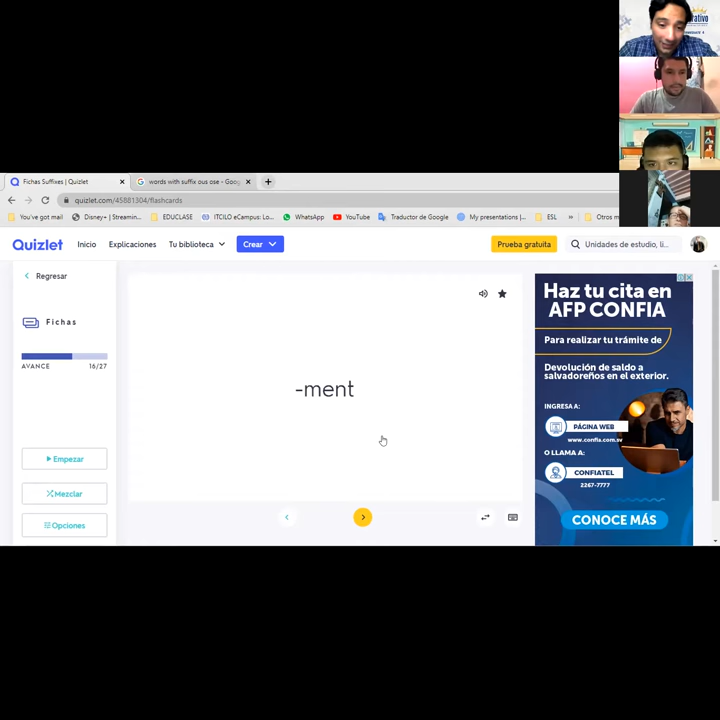 Fichas Suffixes | Quizlet
words with suffix ous ose - Goog
quizlet.com/45881304/flashcards
You've got mail
Disney+ | Streamin...
EDUCLASE
ITCILO eCampus: Lo...
WhatsApp
YouTube
Traductor de Google
My presentations |...
ESL
»
Otros m
Quizlet
Inicio
Explicaciones
Tu biblioteca
Crear
Prueba gratuita
Unidades de estudio, li...
Regresar
Fichas
AVANCE
16/27
Empezar
Mezclar
Opciones
-ment
Haz tu cita en
AFP CONFIA
Para realizar tu trámite de
Devolución de saldo a
salvadoreños en el exterior.
INGRESA A:
PÁGINA WEB
www.confia.com.sv
O LLAMA A:
CONFIATEL
2267-7777
CONOCE MÁS